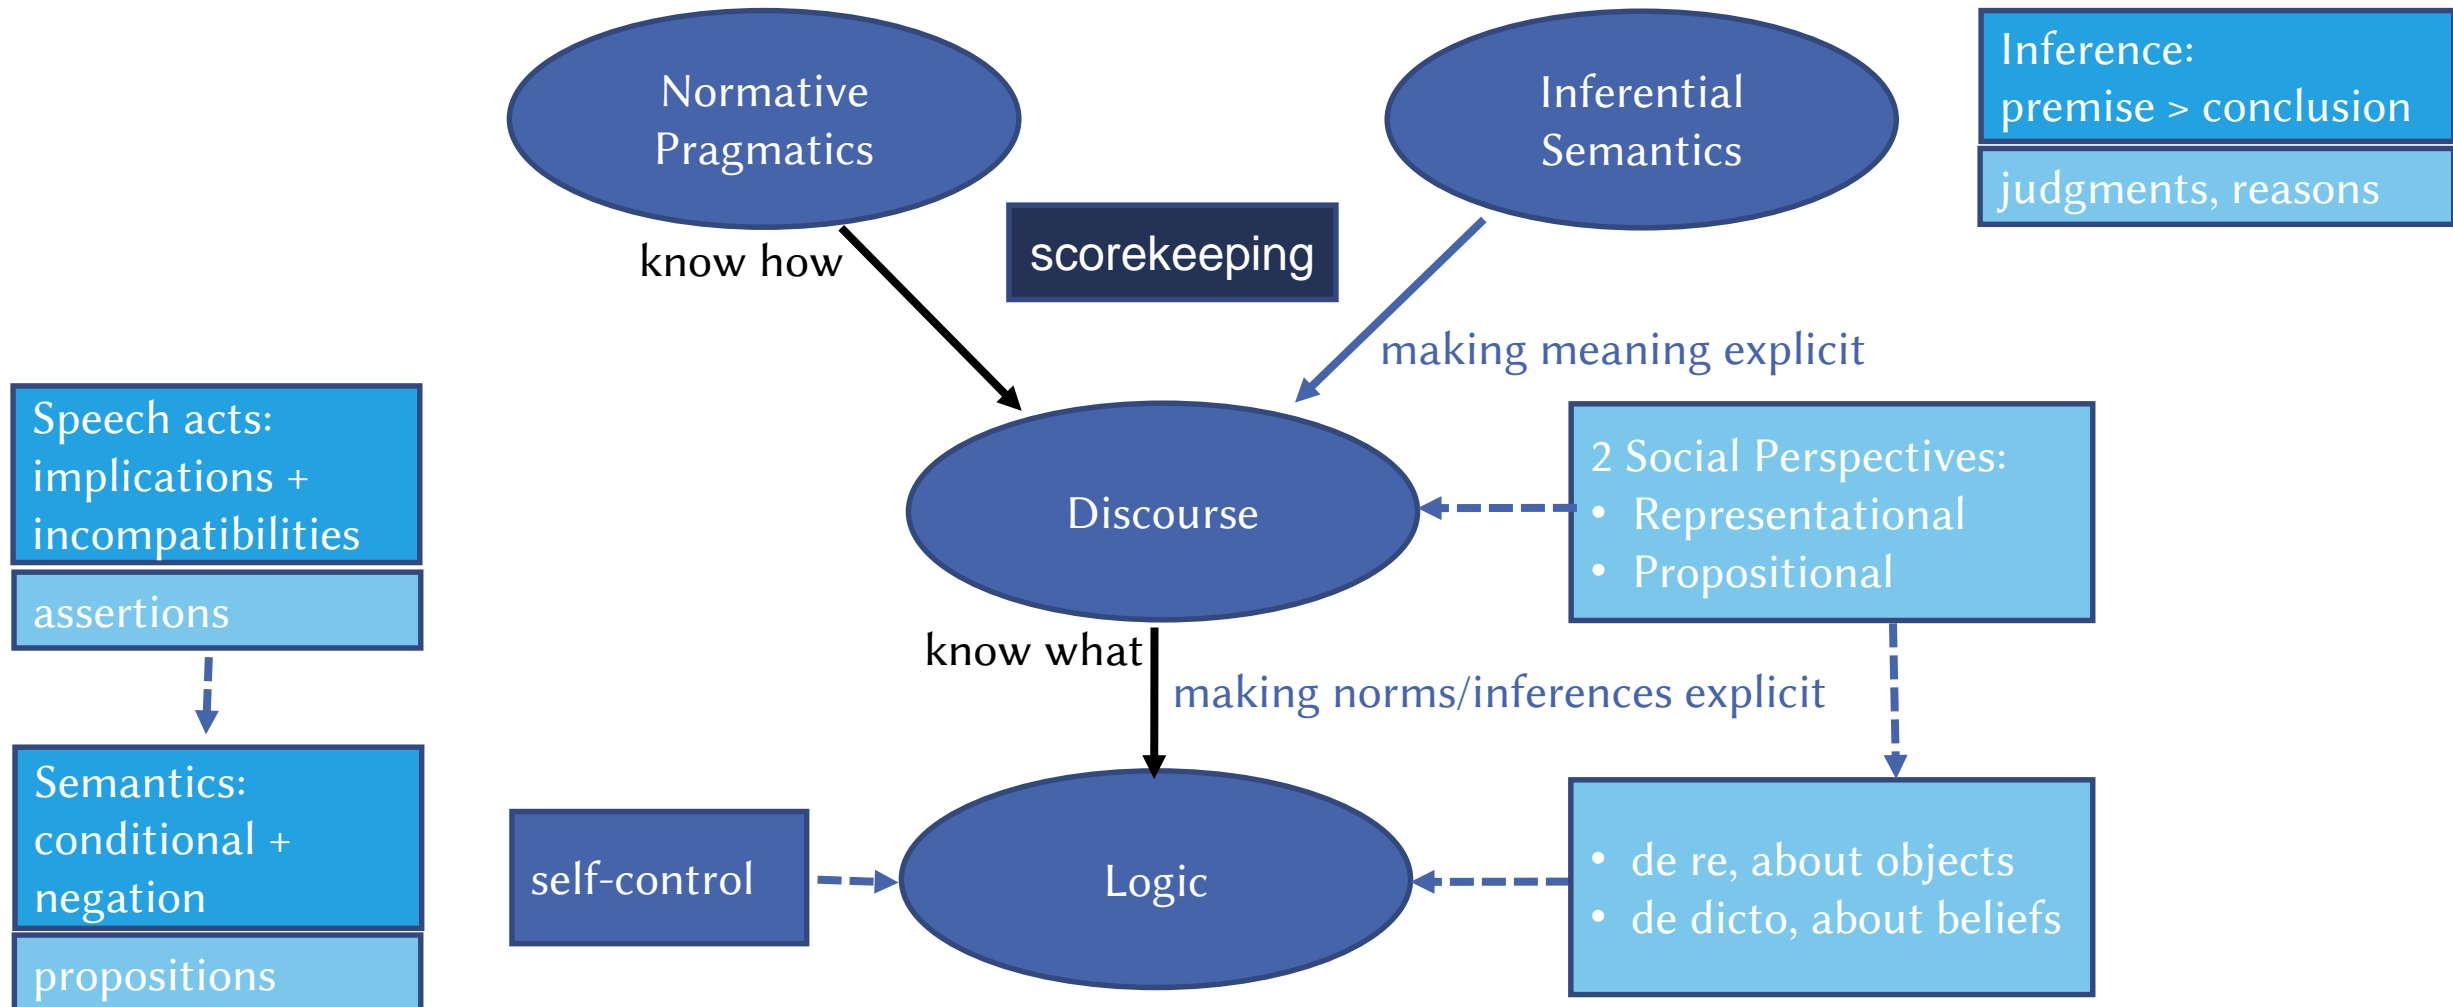 Normative
Pragmatics
Inferential
Semantics
Inference:
premise > conclusion
judgments, reasons
know how
scorekeeping
making meaning explicit
Speech acts:
implications +
incompatibilities
assertions
Discourse
2 Social Perspectives:
• Representational
• Propositional
know what
making norms/inferences explicit
Semantics:
conditional +
negation
propositions
self-control
Logic
• de re, about objects
• de dicto, about beliefs